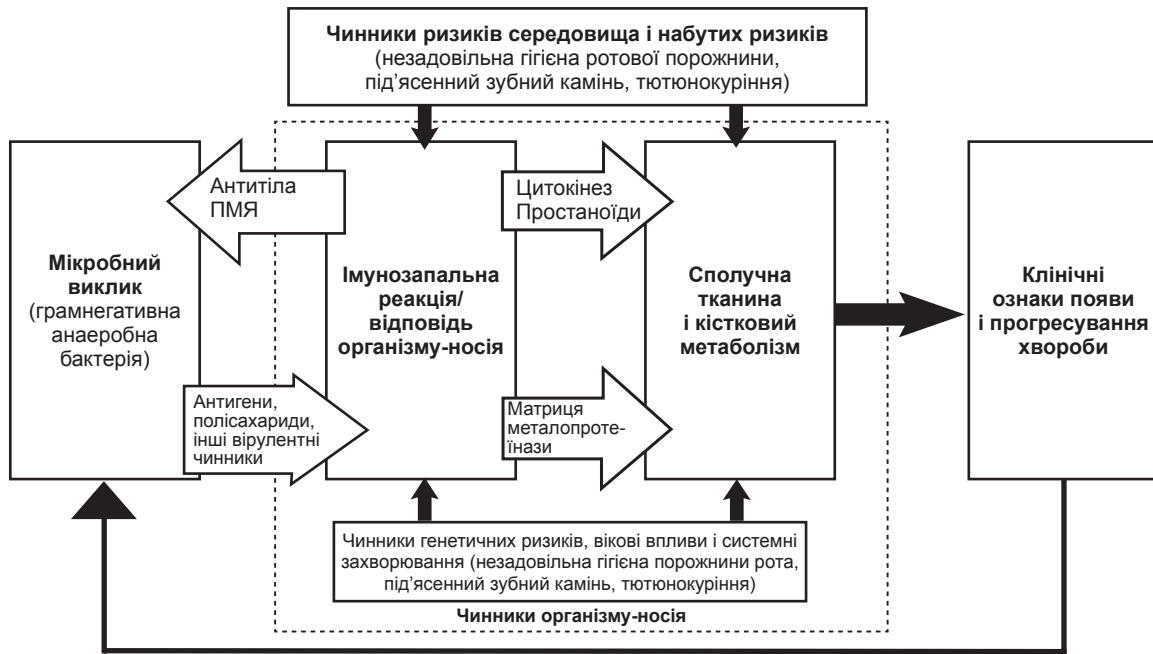 Чинники ризиків середовища і набутих ризиків
(незадовільна гігієна ротової порожнини,
під’ясенний зубний камінь, тютюнокуріння)
Антитіла
ПМЯ
Цитокінез
Простаноїди
Мікробний
виклик
(грамнегативна
анаеробна
бактерія)
Імунозапальна
реакція/
відповідь
організму-носія
Сполучна
тканина
і кістковий
метаболізм
Клінічні
ознаки появи
і прогресування
хвороби
Антигени,
полісахариди,
інші вірулентні
чинники
Матриця
металопроте-
їнази
Чинники генетичних ризиків, вікові впливи і системні
захворювання (незадовільна гігієна порожнини рота,
під’ясенний зубний камінь, тютюнокуріння)
Чинники організму-носія